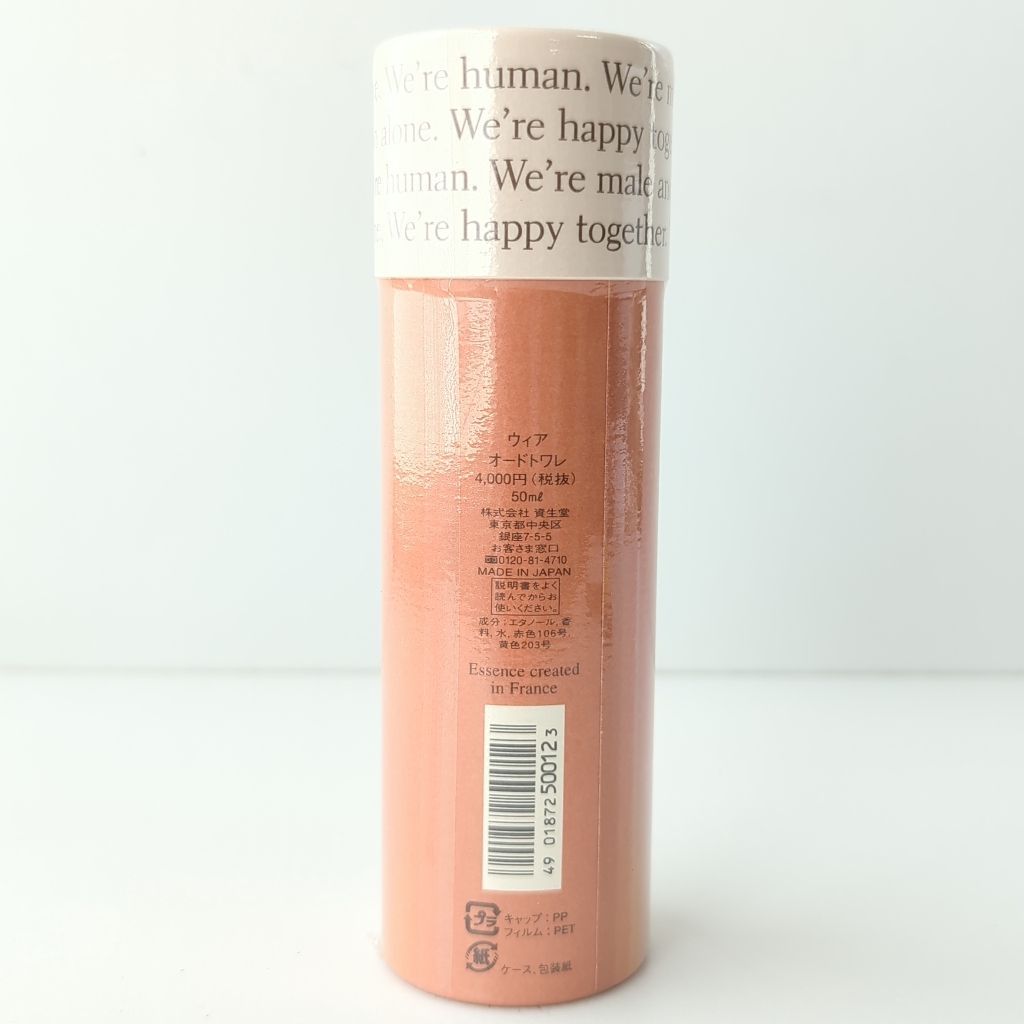 We're human. We're
alone. We're happy tog
human. We're male an
We're happy together.
ウィア
オードトワレ
4,000円(税抜)
50ml
株式会社 資生堂
東京都中央区
銀座7-5-5
お客さま窓口
0120-81-4710
MADE IN JAPAN
説明書をよく
読んでからお
使いください。
成分:エタノール,香
料,水,赤色106号,
黄色203号
Essence created
in France
49 01872 50012 3
プラ キャップ:PP
フィルム:PET
紙 ケース,包装紙